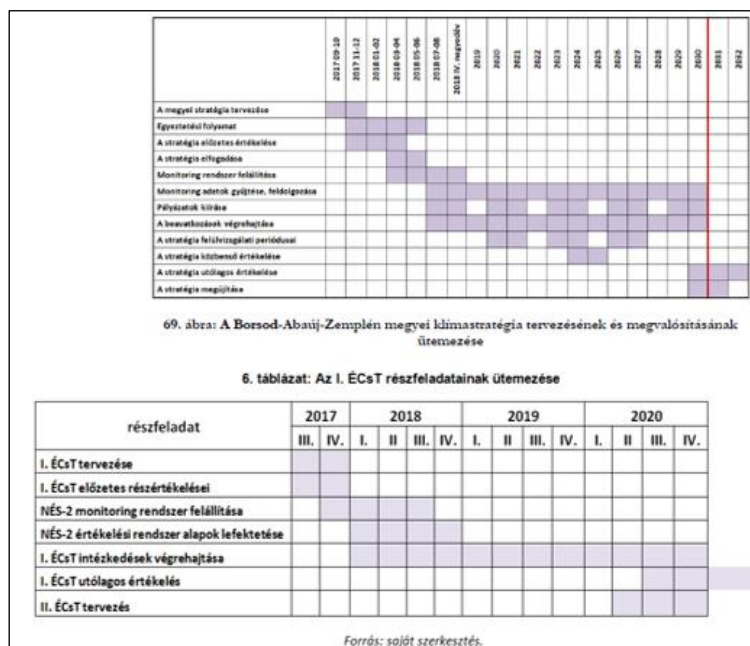 2017 09-10 2017 11-12 2018 01-02 2018 03-04 2018 05-06 2018 07-08 2018 IV. negyedév 2019 2020 2021 2022 2023 2024 2025 2026 2027 2028 2029 2030 2031 2032
A megyei stratégia tervezése
Egyeztetési folyamat
A stratégia előzetes értékelése
A stratégia elfogadása
Monitoring rendszer felállítása
Monitoring adatok gyűjtése, feldolgozása
Pályázatok kiírása
A beavatkozások végrehajtása
A stratégia felülvizsgálati periódusai
A stratégia közbenső értékelése
A stratégia utólagos értékelése
A stratégia megújítása
69. ábra: A Borsod-Abaúj-Zemplén megyei klímastratégia tervezésének és megvalósításának
ütemezése
6. táblázat: Az I. ÉCsT részfeladatainak ütemezése
részfeladat 2017 2018 2019 2020
III. IV. I. II III. IV. I. II III. IV. I. II III. IV.
I. ÉCsT tervezése
I. ÉCsT előzetes részértékelései
NÉS-2 monitoring rendszer felállítása
NÉS-2 értékelési rendszer alapok lefektetése
I. ÉCsT intézkedések végrehajtása
I. ÉCsT utólagos értékelés
II. ÉCsT tervezés
Forrás: saját szerkesztés.